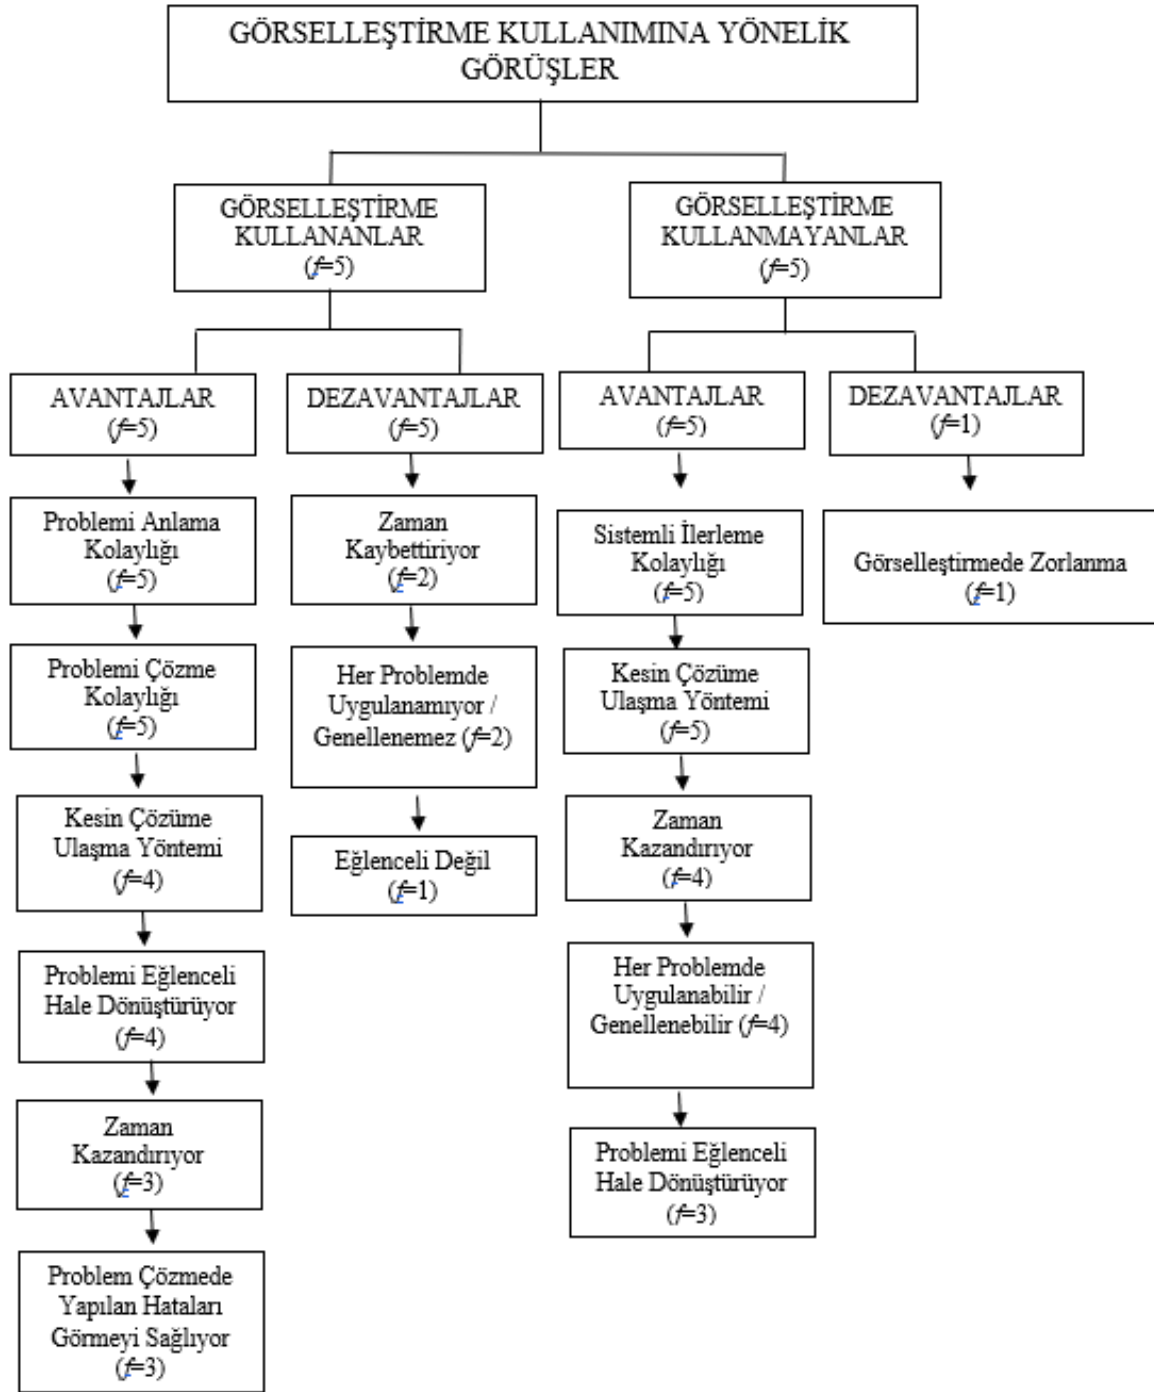 GÖRSELLEŞTİRME KULLANIMINA YÖNELİK
GÖRÜŞLER
GÖRSELLEŞTİRME
KULLANANLAR
(f=5)
GÖRSELLEŞTİRME
KULLANMAYANLAR
(f=5)
AVANTAJLAR
(f=5)
DEZAVANTAJLAR
(f=5)
AVANTAJLAR
(f=5)
DEZAVANTAJLAR
(f=1)
Problemi Anlama
Kolaylığı
(f=5)
Problemi Çözme
Kolaylığı
(f=5)
Kesin Çözüme
Ulaşma Yöntemi
(f=4)
Problemi Eğlenceli
Hale Dönüştürüyor
(f=4)
Zaman
Kazandırıyor
(f=3)
Problem Çözmede
Yapılan Hataları
Görmeyi Sağlıyor
(f=3)
Zaman
Kaybettiriyor
(f=2)
Her Problemde
Uygulanamıyor /
Genellenemez (f=2)
Eğlenceli Değil
(f=1)
Sistemli İlerleme
Kolaylığı
(f=5)
Kesin Çözüme
Ulaşma Yöntemi
(f=5)
Zaman
Kazandırıyor
(f=4)
Her Problemde
Uygulanabilir /
Genellenebilir (f=4)
Problemi Eğlenceli
Hale Dönüştürüyor
(f=3)
Görselleştirmede Zorlanma
(f=1)